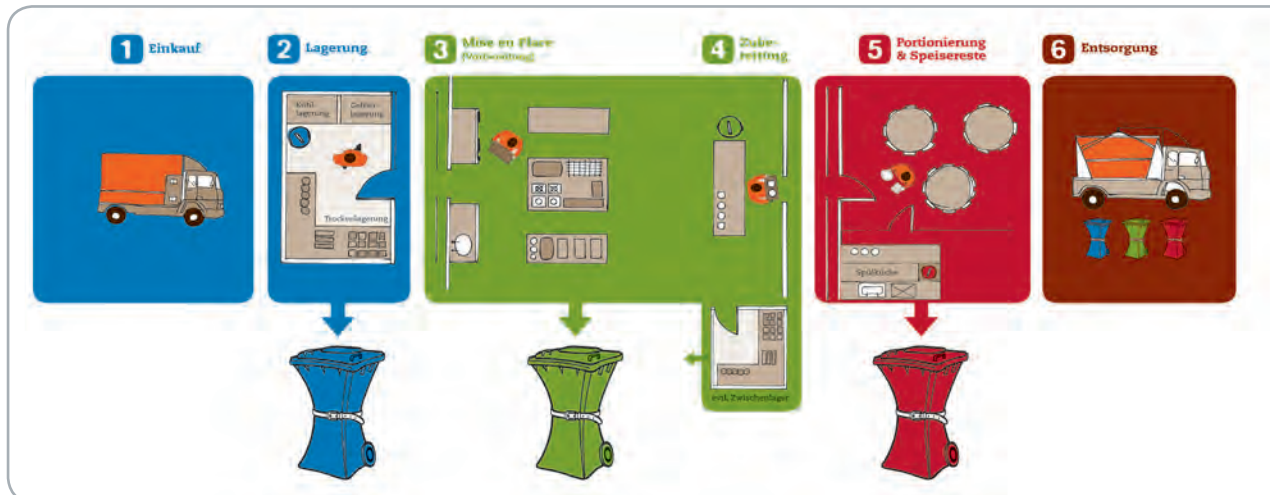 1 Einkauf
2 Lagerung
3 Mise en Place
(Vorbereitung)
4 Zube-
reitung
5 Portionierung
& Speisereste
6 Entsorgung
Kühl-
lagerung
Tiefkühl-
lagerung
Trockenlagerung
Spülküche
evtl. Zwischenlager